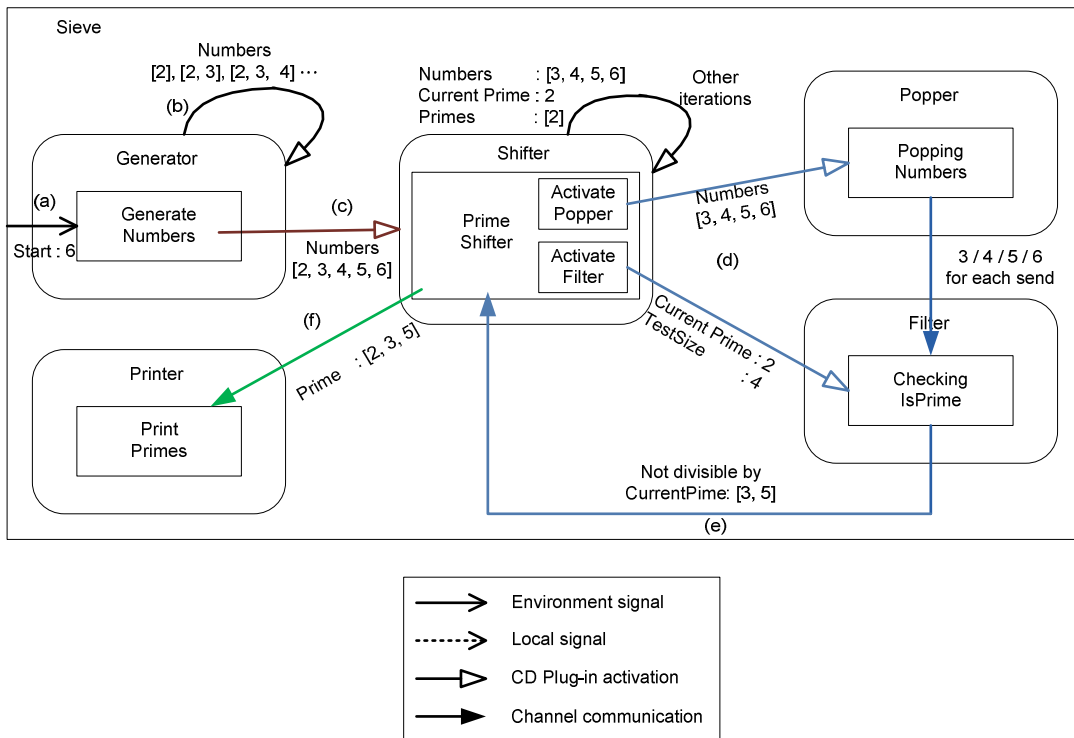 Sieve
Numbers
[2], [2, 3], [2, 3, 4] ...
(b)
Numbers : [3, 4, 5, 6]
Current Prime : 2
Primes : [2]
Other
iterations
Generator
(a)
Start : 6
Generate
Numbers
(c)
Numbers
[2, 3, 4, 5, 6]
Shifter
Prime
Shifter
Activate
Popper
Activate
Filter
Numbers
[3, 4, 5, 6]
(d)
Popper
Popping
Numbers
3 / 4 / 5 / 6
for each send
Current Prime : 2
TestSize : 4
Filter
Checking
IsPrime
(f)
Prime : [2, 3, 5]
Printer
Print
Primes
Not divisible by
CurrentPime: [3, 5]
(e)
Environment signal
Local signal
CD Plug-in activation
Channel communication